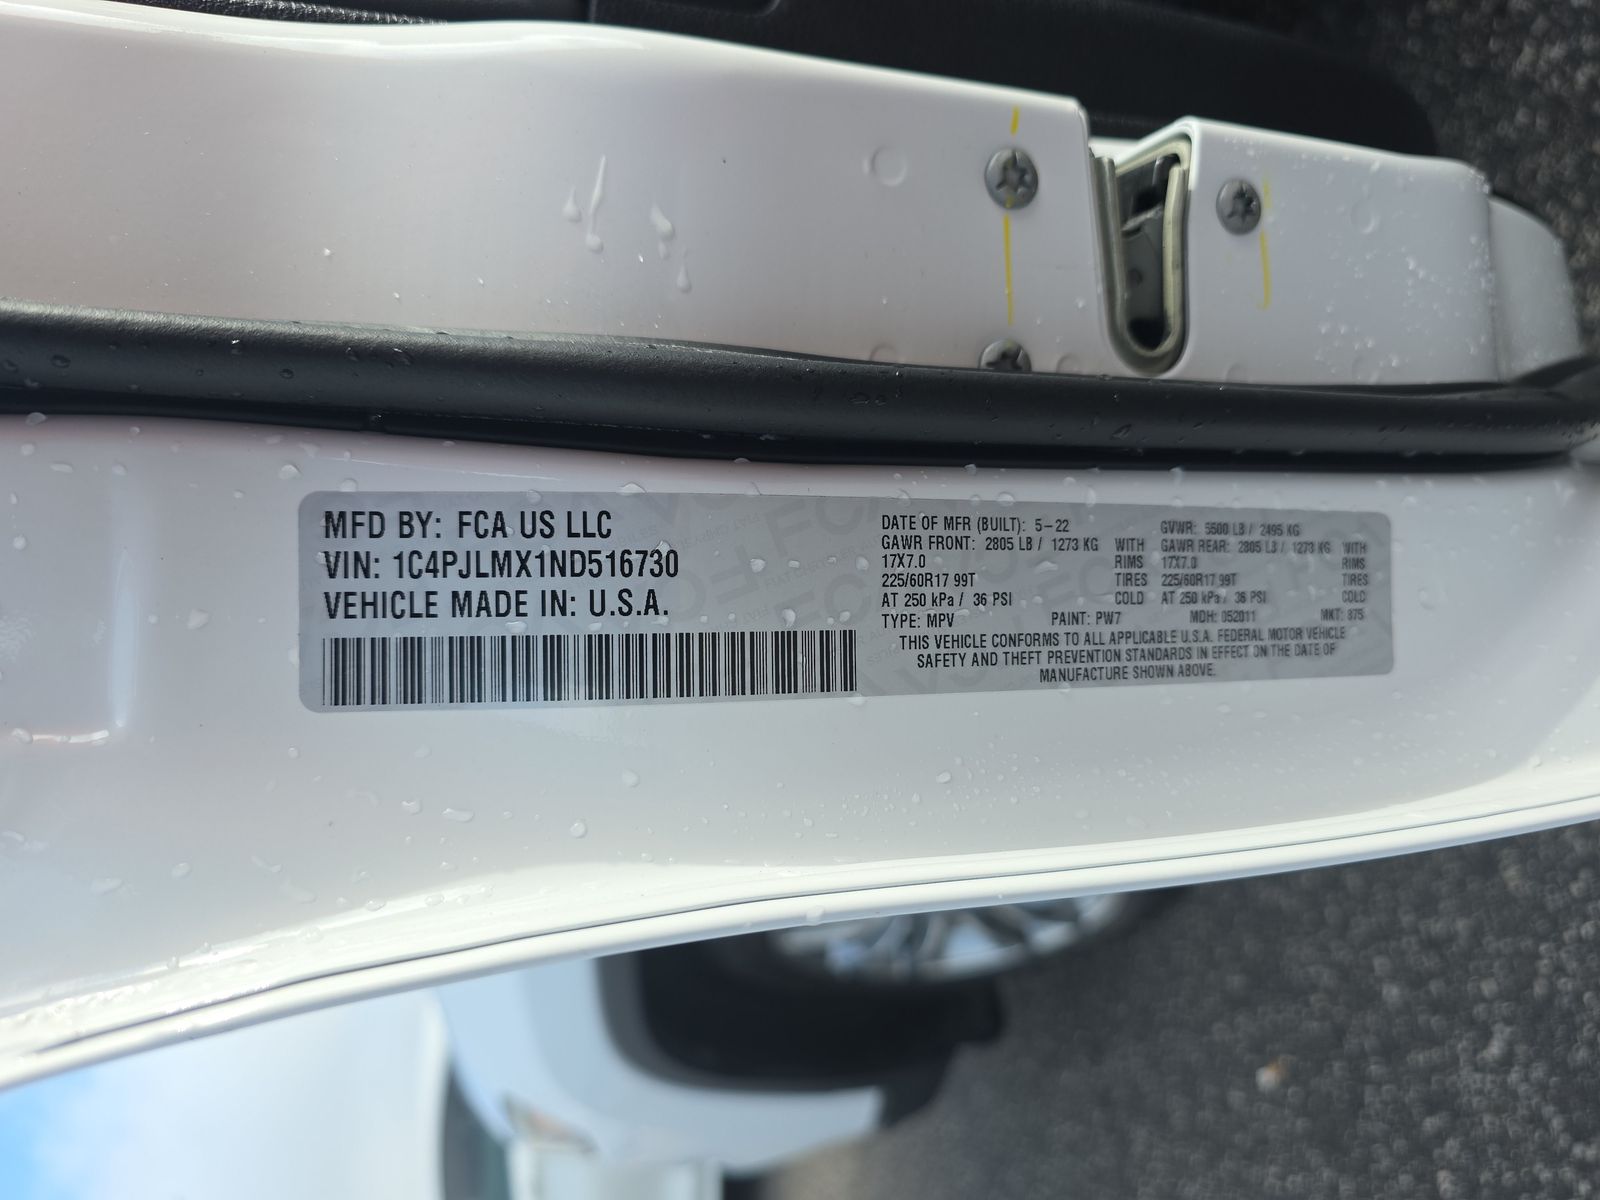 MFD BY: FCA US LLC
VIN: 1C4PJLMX1ND516730
VEHICLE MADE IN: U.S.A.
DATE OF MFR (BUILT): 5-22 GVWR: 5500 LB / 2495 KG
GAWR FRONT: 2805 LB / 1273 KG WITH GAWR REAR: 2805 LB / 1273 KG WITH
17X7.0 RIMS 17X7.0 RIMS
225/60R17 99T TIRES 225/60R17 99T TIRES
AT 250 kPa / 36 PSI COLD AT 250 kPa / 36 PSI COLD
TYPE: MPV PAINT: PW7 MDH: 052011 MKT: 875
THIS VEHICLE CONFORMS TO ALL APPLICABLE U.S.A. FEDERAL MOTOR VEHICLE
SAFETY AND THEFT PREVENTION STANDARDS IN EFFECT ON THE DATE OF
MANUFACTURE SHOWN ABOVE.